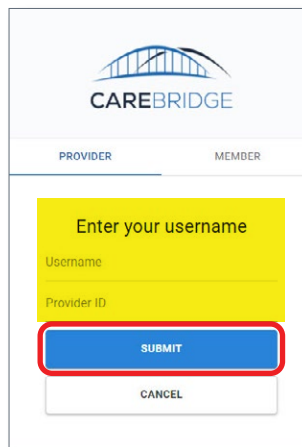 CAREBRIDGE
PROVIDER MEMBER
Enter your username
Username
Provider ID
SUBMIT
CANCEL